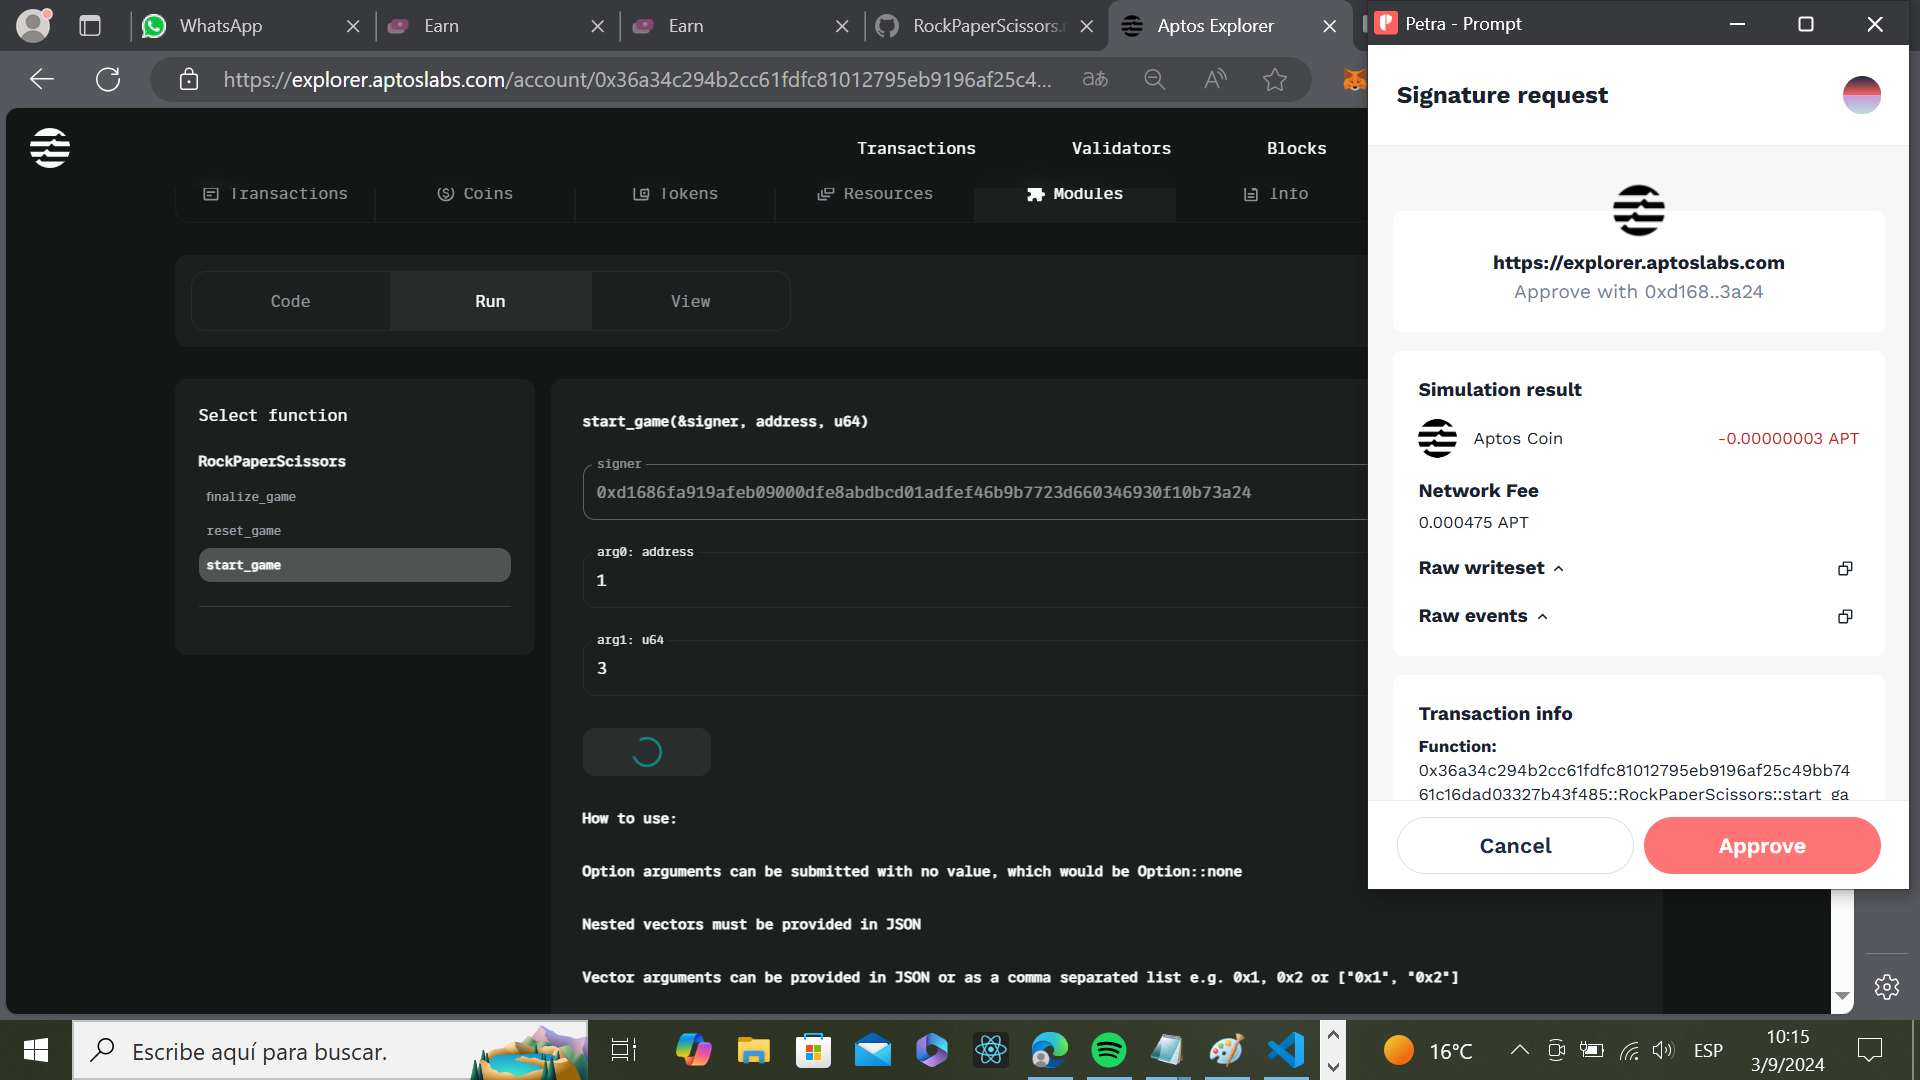 WhatsApp
Earn
Earn
RockPaperScissors.
Aptos Explorer
https://explorer.aptoslabs.com/account/0x36a34c294b2cc61fdfc81012795eb9196af25c4...
Transactions
Validators
Blocks
Transactions
Coins
Tokens
Resources
Modules
Info
Code
Run
View
Select function
RockPaperScissors
finalize_game
reset_game
start_game
start_game(&signer, address, u64)
signer
0xd1686fa919afeb09000dfe8abdbcd01adfef46b9b7723d660346930f10b73a24
arg0: address
1
arg1: u64
3
How to use:
Option arguments can be submitted with no value, which would be Option::none
Nested vectors must be provided in JSON
Vector arguments can be provided in JSON or as a comma separated list e.g. 0x1, 0x2 or ["0x1", "0x2"]
Petra - Prompt
Signature request
https://explorer.aptoslabs.com
Approve with 0xd168..3a24
Simulation result
Aptos Coin
-0.00000003 APT
Network Fee
0.000475 APT
Raw writeset
Raw events
Transaction info
Function:
0x36a34c294b2cc61fdfc81012795eb9196af25c49bb74
61c16dad03327b43f485::RockPaperScissors::start_ga
Cancel
Approve
Escribe aquí para buscar.
16°C
ESP
10:15
3/9/2024